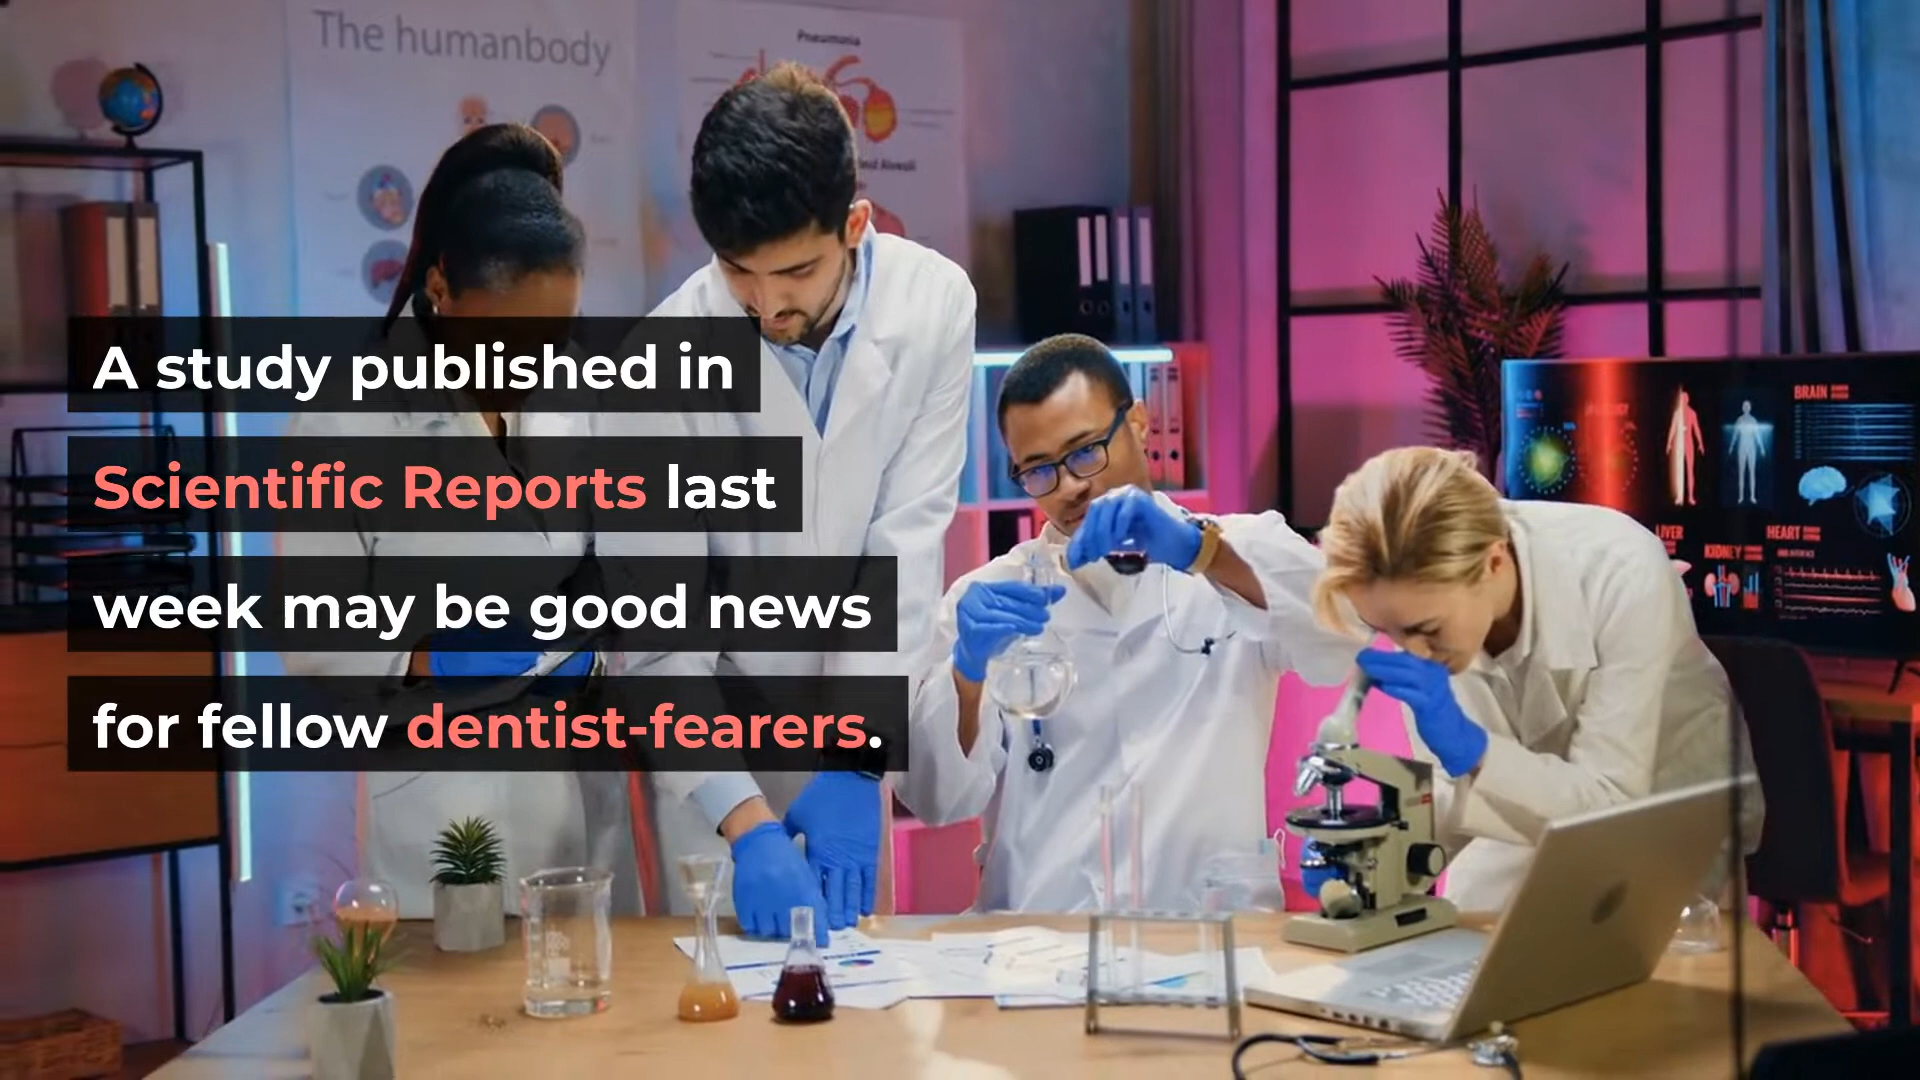 The humanbody
Pneumonia
A study published in
Scientific Reports last
week may be good news
for fellow dentist-fearers.
BRAIN
LIVER
KIDNEY
HEART